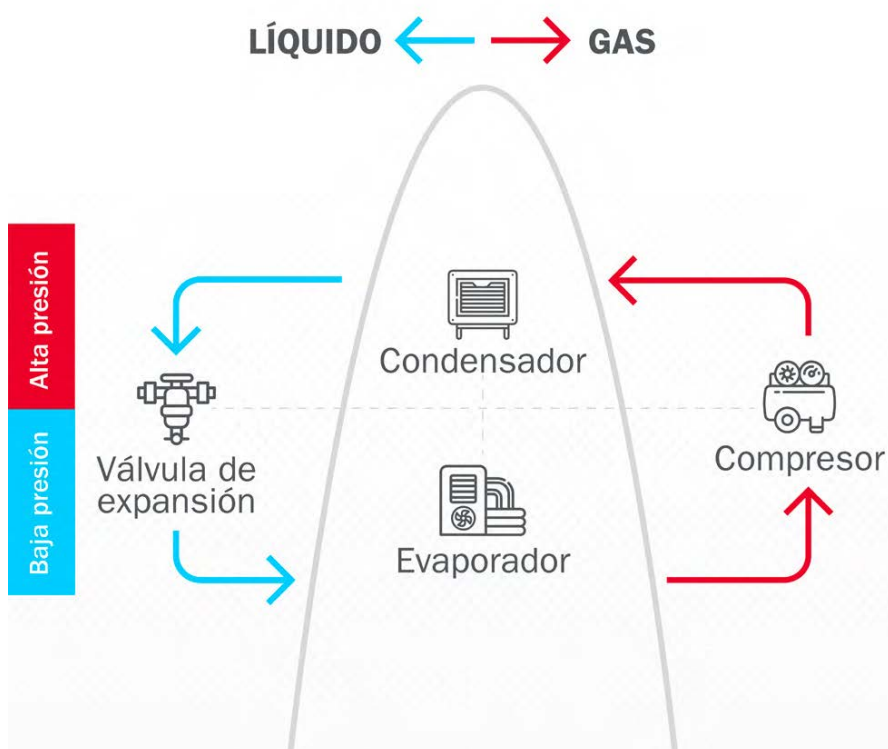 LÍQUIDO
GAS
Alta presión
Condensador
Compresor
Válvula de
expansión
Baja presión
Evaporador